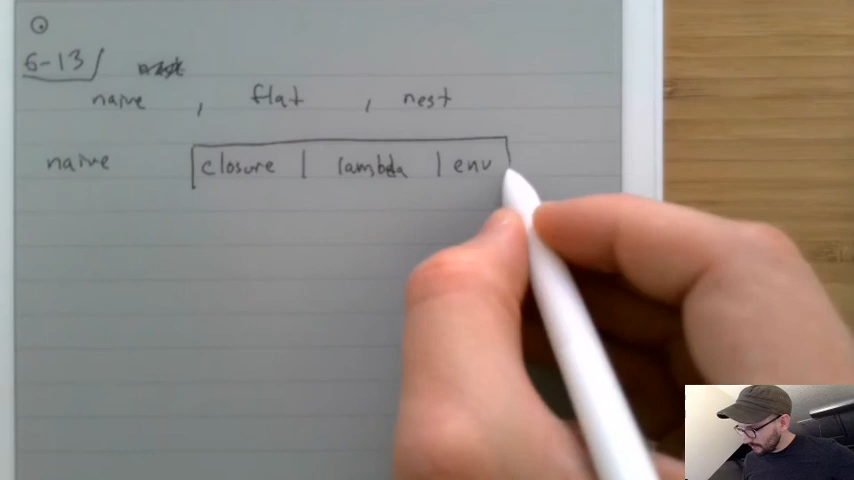 6-13/
naive , flat , nest
naive closure | lambda | env